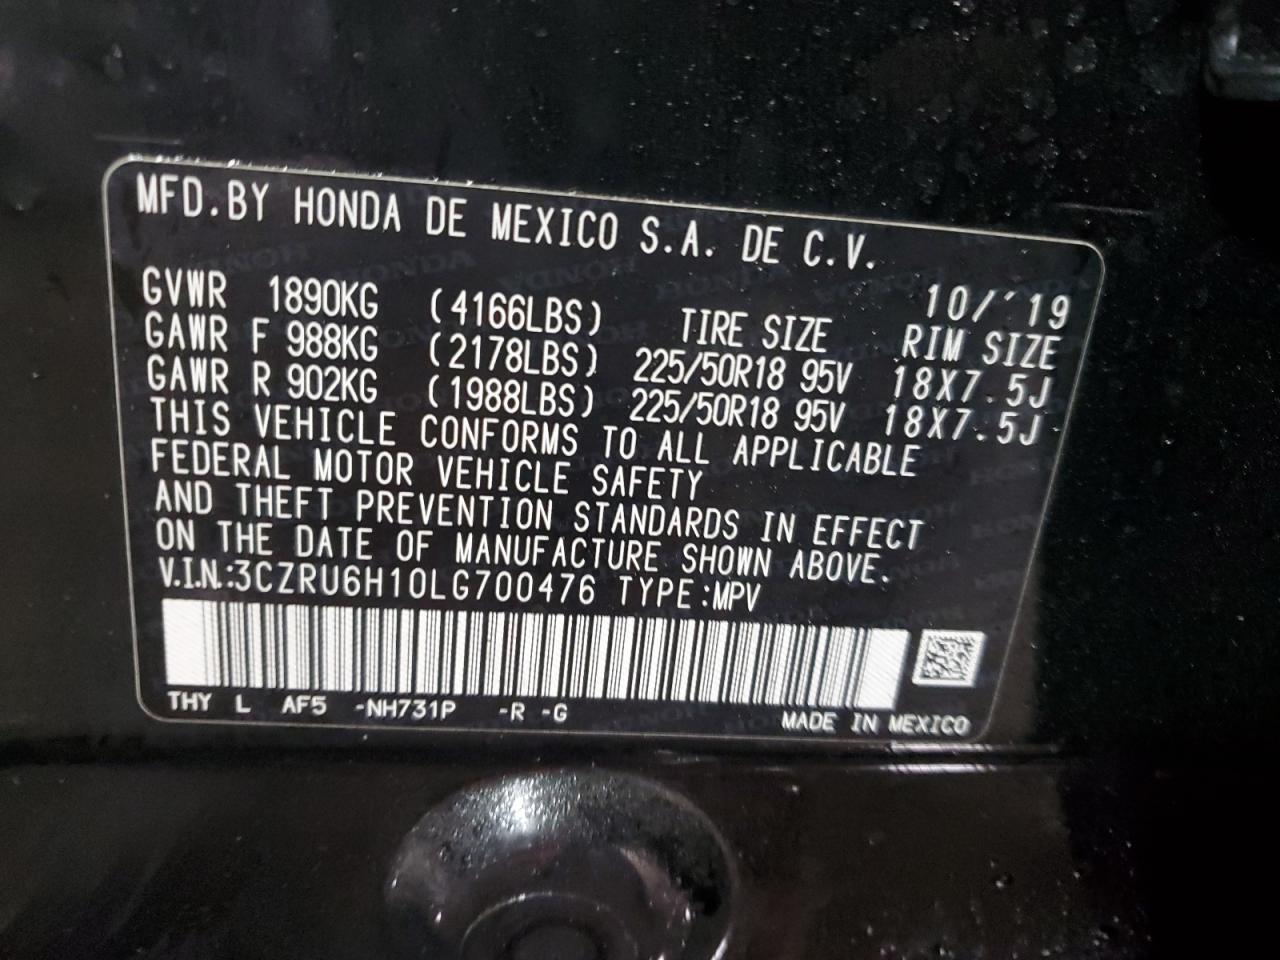 MFD.BY HONDA DE MEXICO S.A. DE C.V.
10/'19
GVWR 1890KG (4166LBS) TIRE SIZE RIM SIZE
GAWR F 988KG (2178LBS) 225/50R18 95V 18X7.5J
GAWR R 902KG (1988LBS) 225/50R18 95V 18X7.5J
THIS VEHICLE CONFORMS TO ALL APPLICABLE
FEDERAL MOTOR VEHICLE SAFETY
AND THEFT PREVENTION STANDARDS IN EFFECT
ON THE DATE OF MANUFACTURE SHOWN ABOVE.
V.I.N.:3CZRU6H10LG700476 TYPE:MPV
THY L AF5 -NH731P -R -G
MADE IN MEXICO